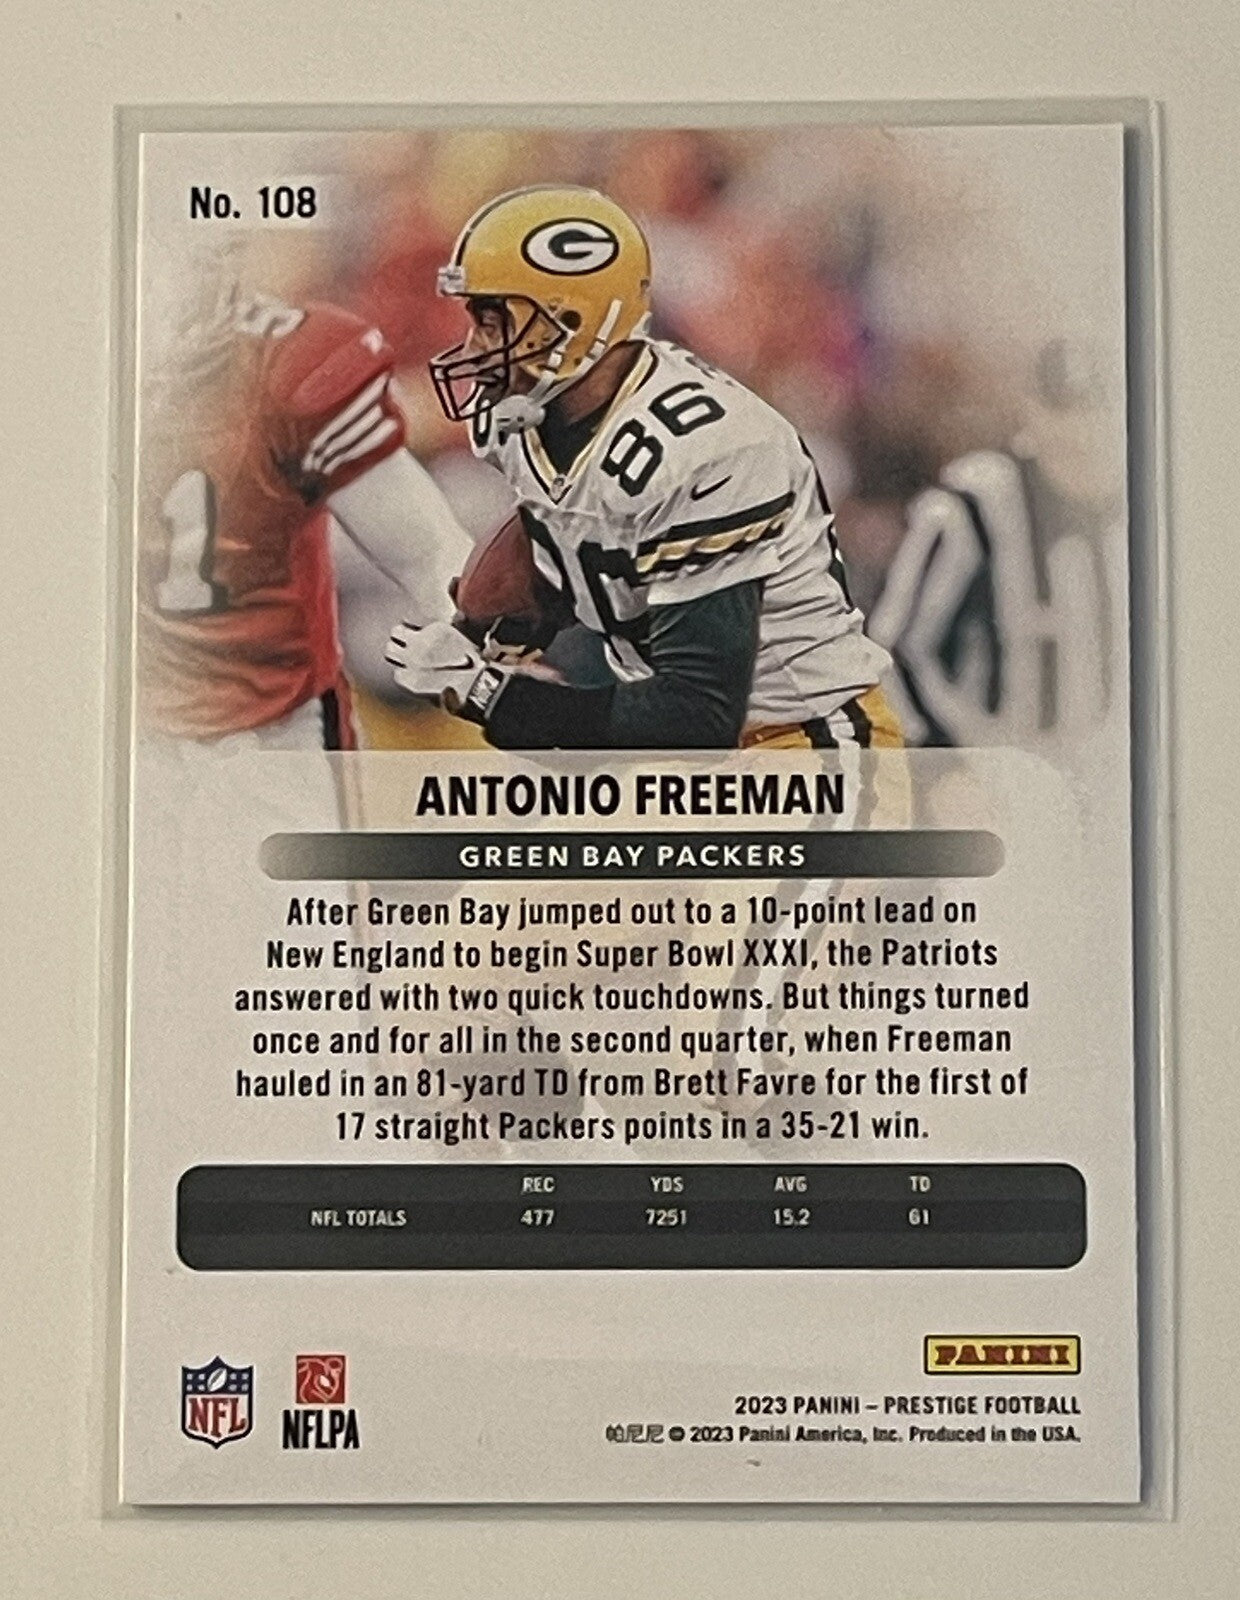 No. 108
G
86
86
1
ANTONIO FREEMAN
GREEN BAY PACKERS
After Green Bay jumped out to a 10-point lead on
New England to begin Super Bowl XXXI, the Patriots
answered with two quick touchdowns. But things turned
once and for all in the second quarter, when Freeman
hauled in an 81-yard TD from Brett Favre for the first of
17 straight Packers points in a 35-21 win.
REC YDS AVG TD
NFL TOTALS 477 7251 15.2 61
NFL
NFLPA
PANINI
2023 PANINI – PRESTIGE FOOTBALL
帕尼尼 © 2023 Panini America, Inc. Produced in the USA.